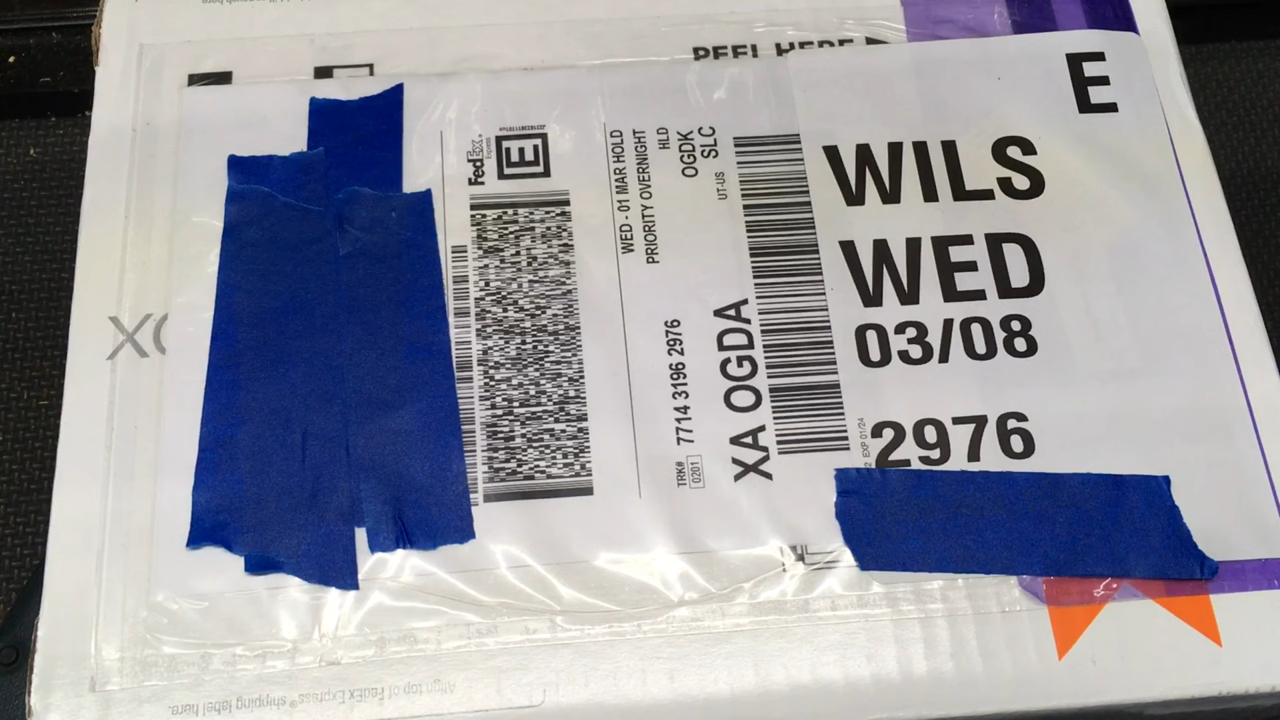 PEEL HERE
E
WILS
WED
03/08
2976
EXP 01/24
FedEx®
Express
E
WED - 01 MAR HOLD
PRIORITY OVERNIGHT
HLD
OGDK
UT-US
SLC
TRK#
0201
7714 3196 2976
XA OGDA
Align top of FedEx Express® shipping label here.